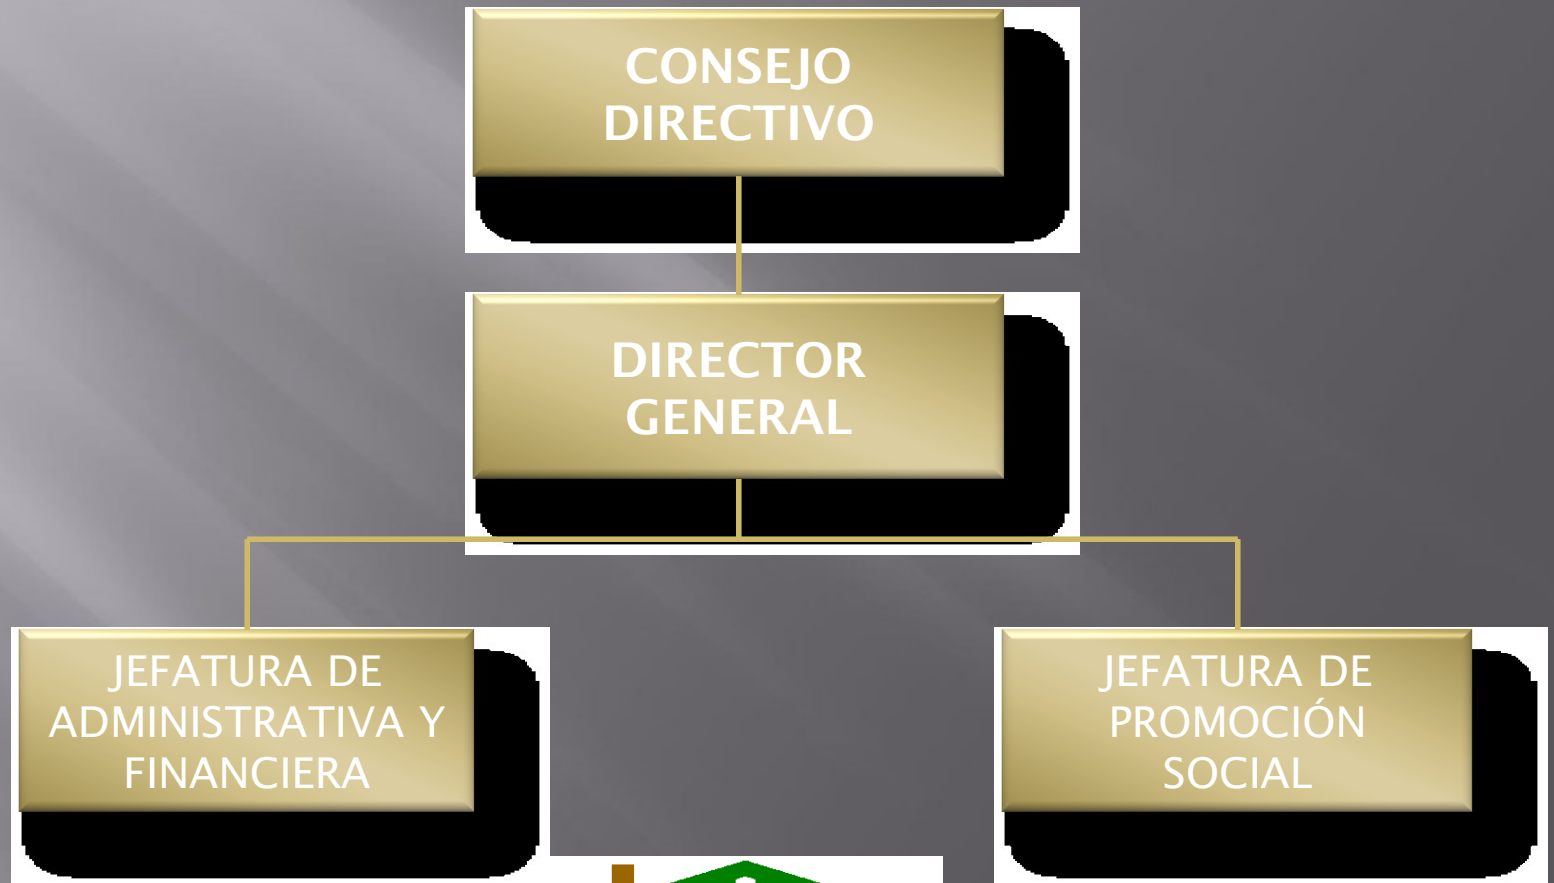 CONSEJO
DIRECTIVO
DIRECTOR
GENERAL
JEFATURA DE
ADMINISTRATIVA Y
FINANCIERA
JEFATURA DE
PROMOCIÓN
SOCIAL